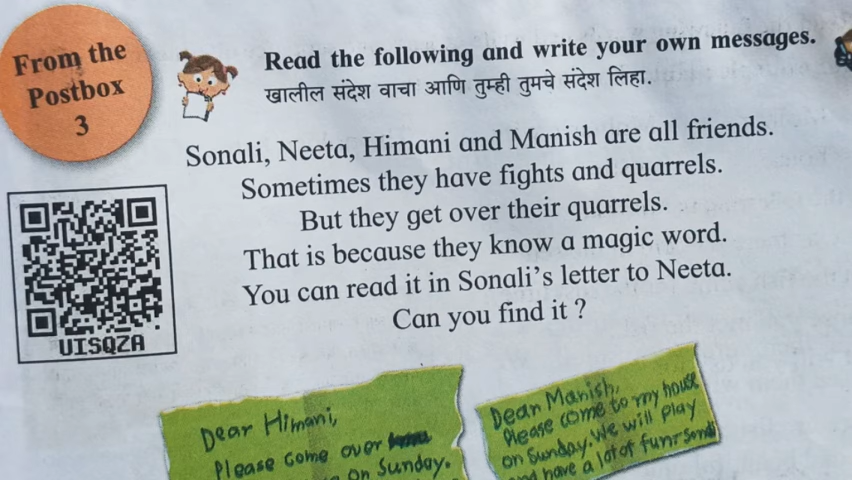 From the
Postbox
3
Read the following and write your own messages.
खालील संदेश वाचा आणि तुम्ही तुमचे संदेश लिहा.
Sonali, Neeta, Himani and Manish are all friends.
Sometimes they have fights and quarrels.
But they get over their quarrels.
That is because they know a magic word.
You can read it in Sonali's letter to Neeta.
Can you find it ?
UISQZA
Dear Himani,
Please come over
on Sunday.
Dear Manish,
Please come to my house
on Sunday. We will play
and have a lot of fun